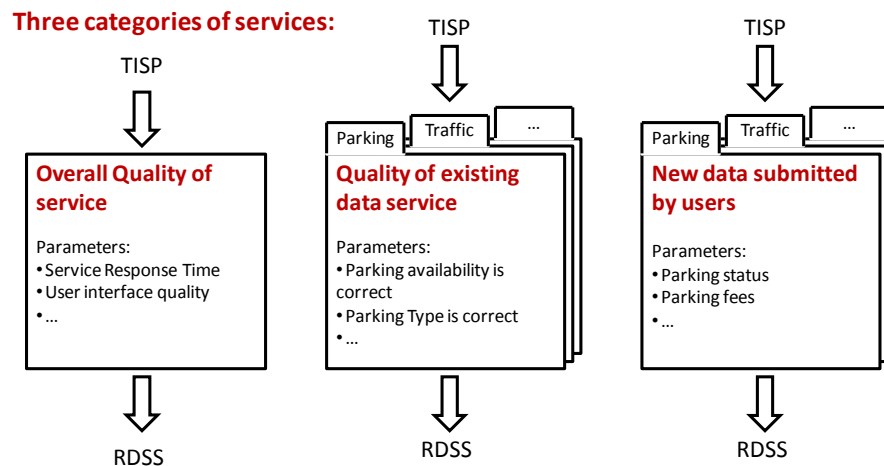 Three categories of services:
TISP
Overall Quality of
service
Parameters:
• Service Response Time
• User interface quality
• ...
RDSS
TISP
Parking
Traffic
...
Quality of existing
data service
Parameters:
• Parking availability is
correct
• Parking Type is correct
• ...
RDSS
TISP
Parking
Traffic
...
New data submitted
by users
Parameters:
• Parking status
• Parking fees
• ...
RDSS